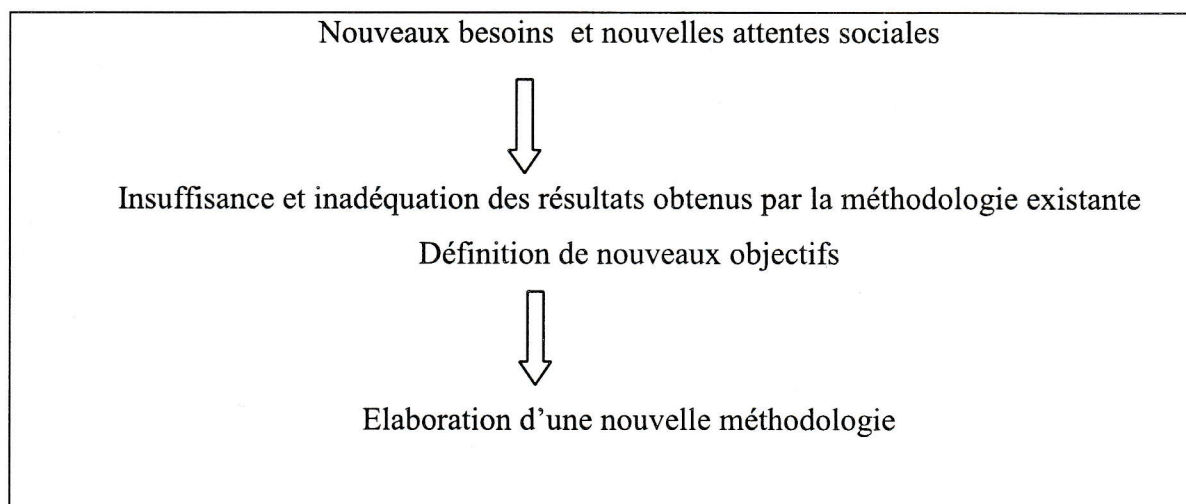 Nouveaux besoins et nouvelles attentes sociales
Insuffisance et inadéquation des résultats obtenus par la méthodologie existante
Définition de nouveaux objectifs
Elaboration d'une nouvelle méthodologie